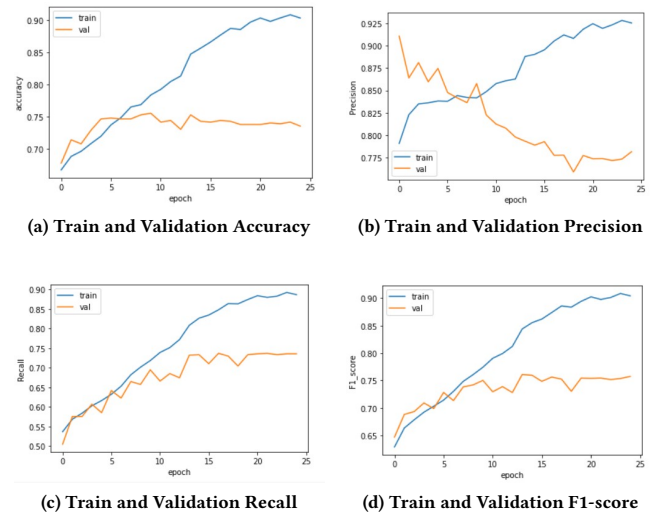 train
val
0.90
0.85
0.80
0.75
0.70
accuracy
0 5 10 15 20 25
epoch
(a) Train and Validation Accuracy
0.925
0.900
0.875
0.850
0.825
0.800
0.775
Precision
train
val
0 5 10 15 20 25
epoch
(b) Train and Validation Precision
train
val
0.90
0.85
0.80
0.75
0.70
0.65
0.60
0.55
0.50
Recall
0 5 10 15 20 25
epoch
(c) Train and Validation Recall
train
val
0.90
0.85
0.80
0.75
0.70
0.65
F1_score
0 5 10 15 20 25
epoch
(d) Train and Validation F1-score